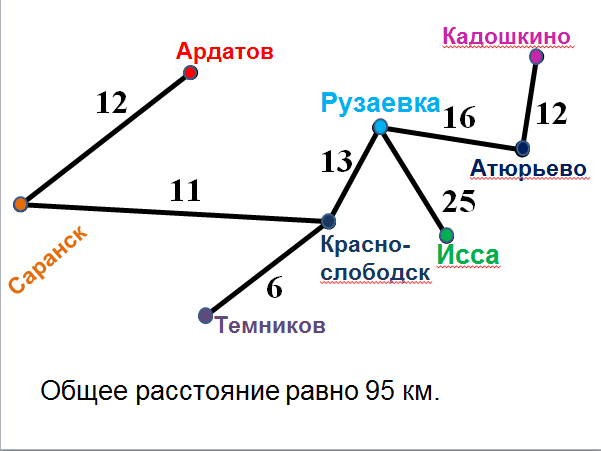 Кадошкино
Ардатов
12
Рузаевка
16
12
Атюрьево
13
11
25
Саранск
Красно-
слободск
Исса
6
Темников
Общее расстояние равно 95 км.